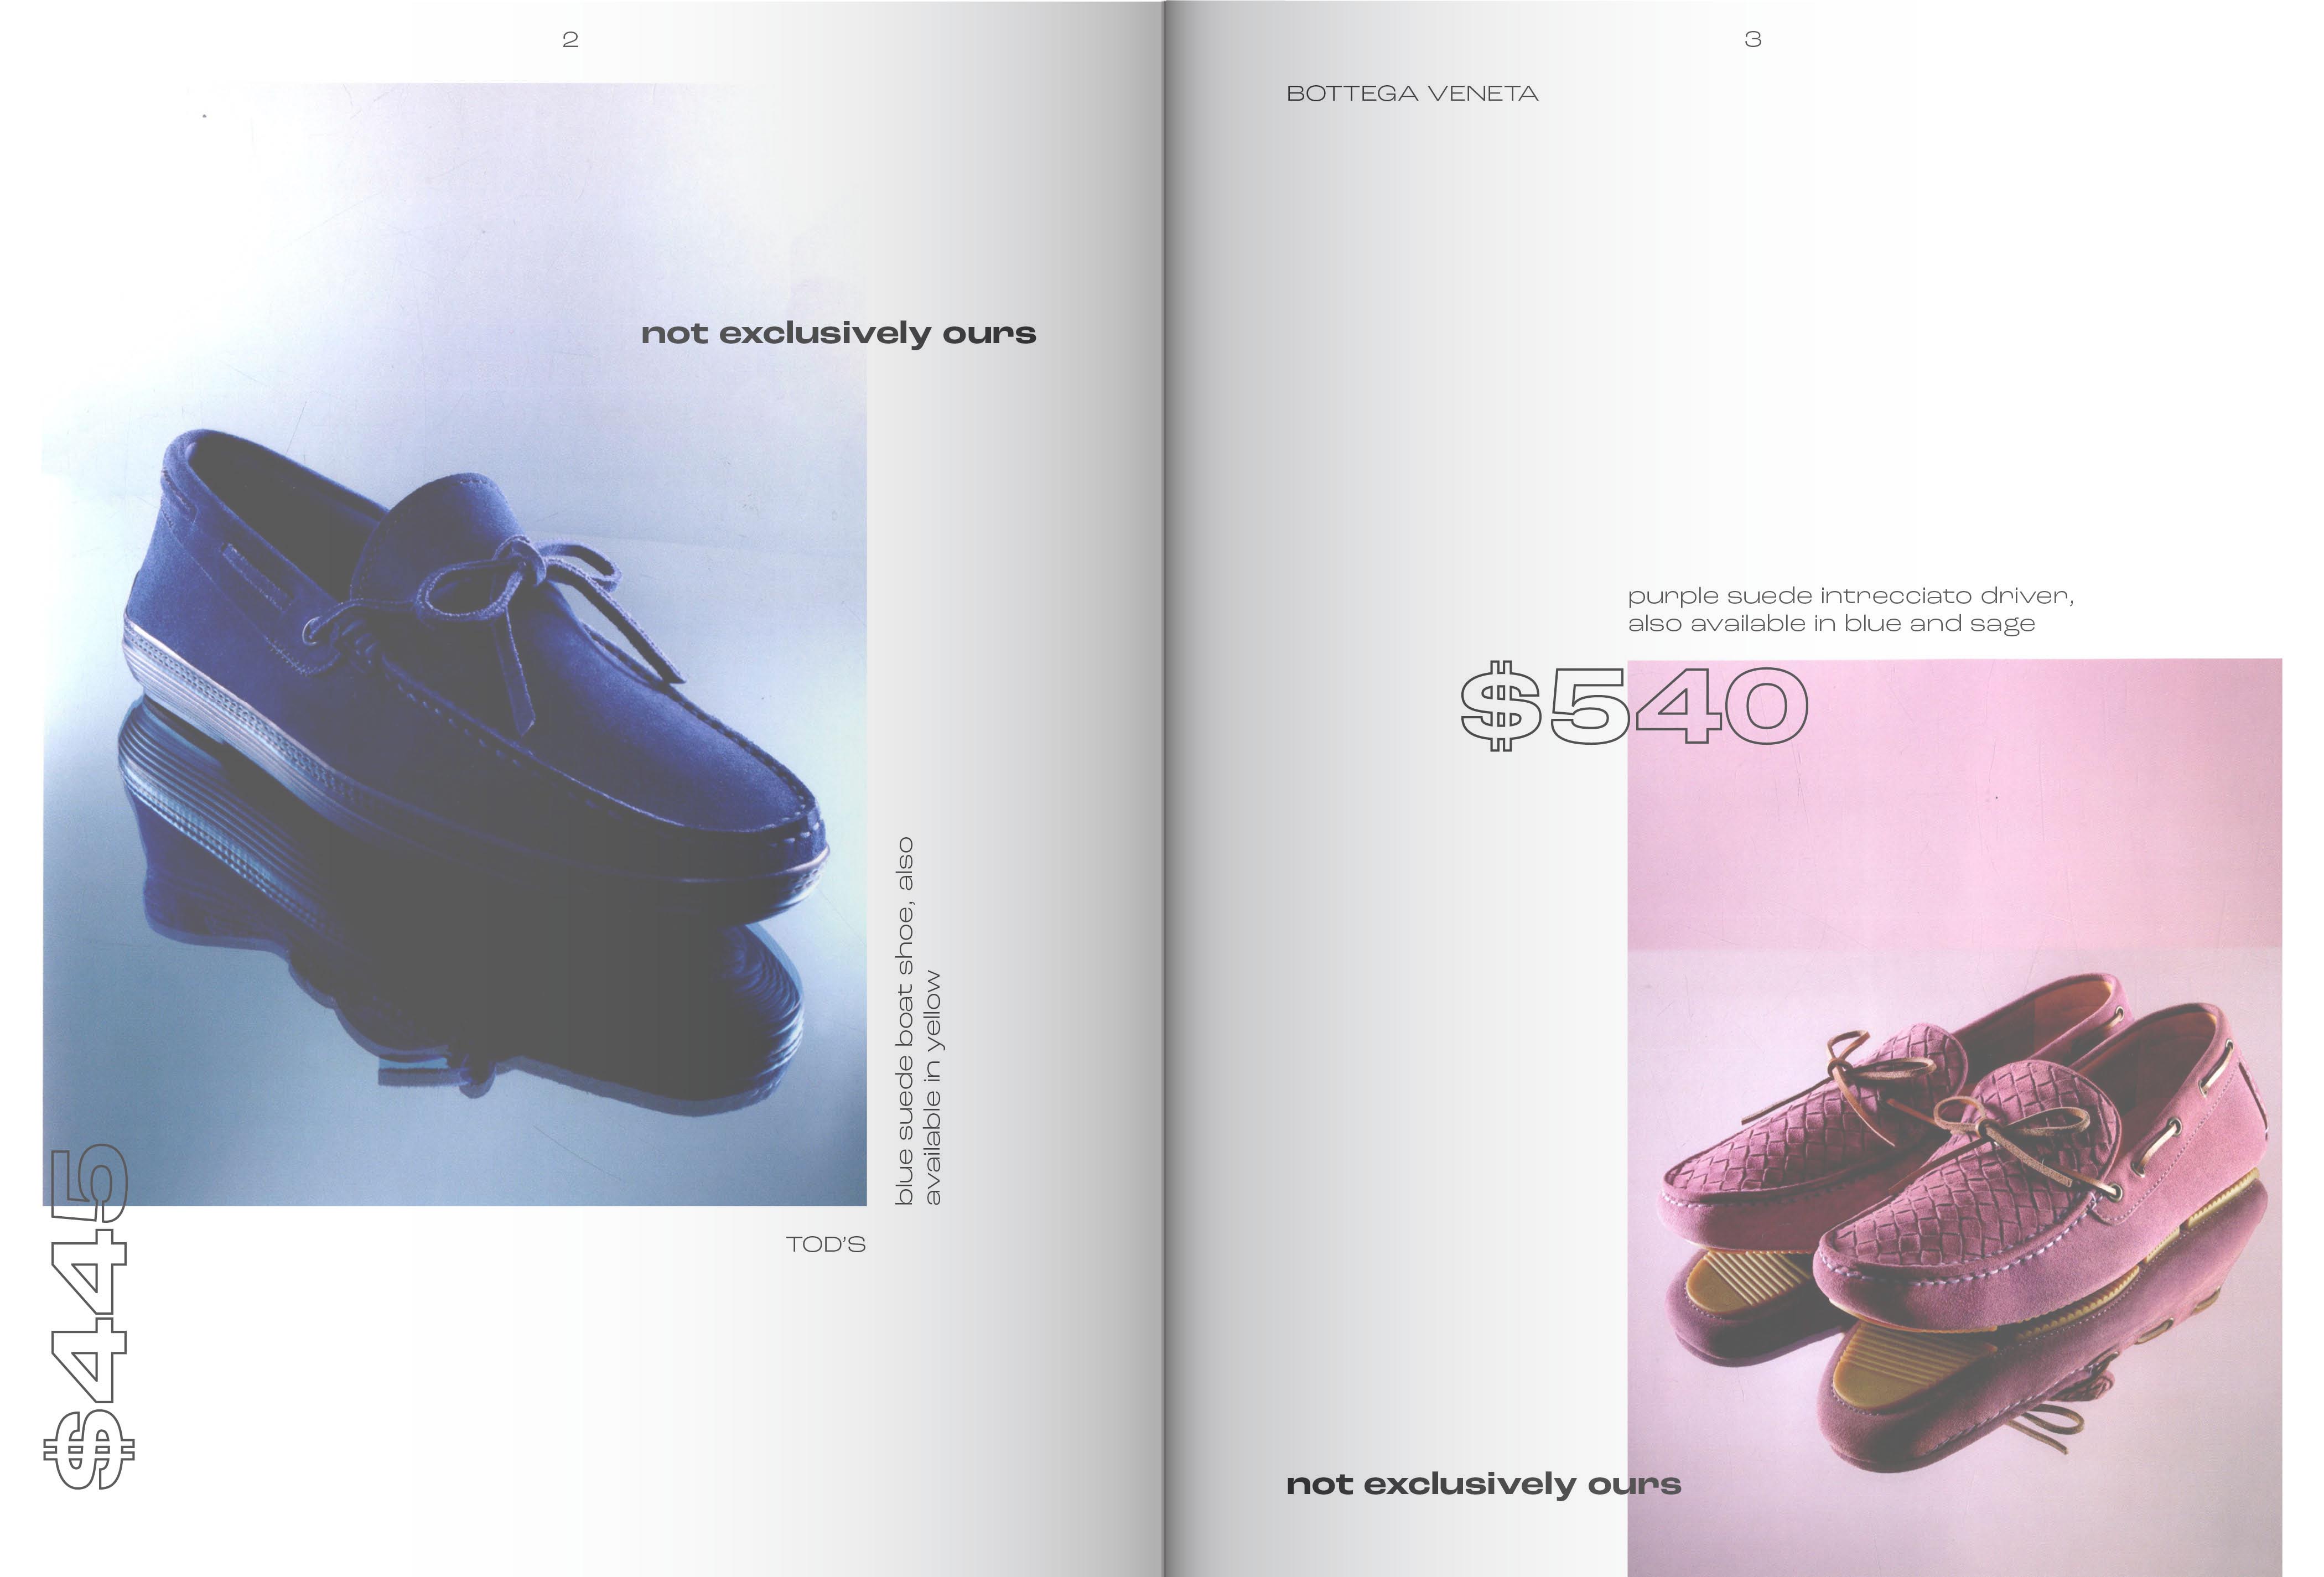 2
not exclusively ours
blue suede boat shoe, also
available in yellow
TOD'S
$445
3
BOTTEGA VENETA
purple suede intrecciato driver,
also available in blue and sage
$540
not exclusively ours